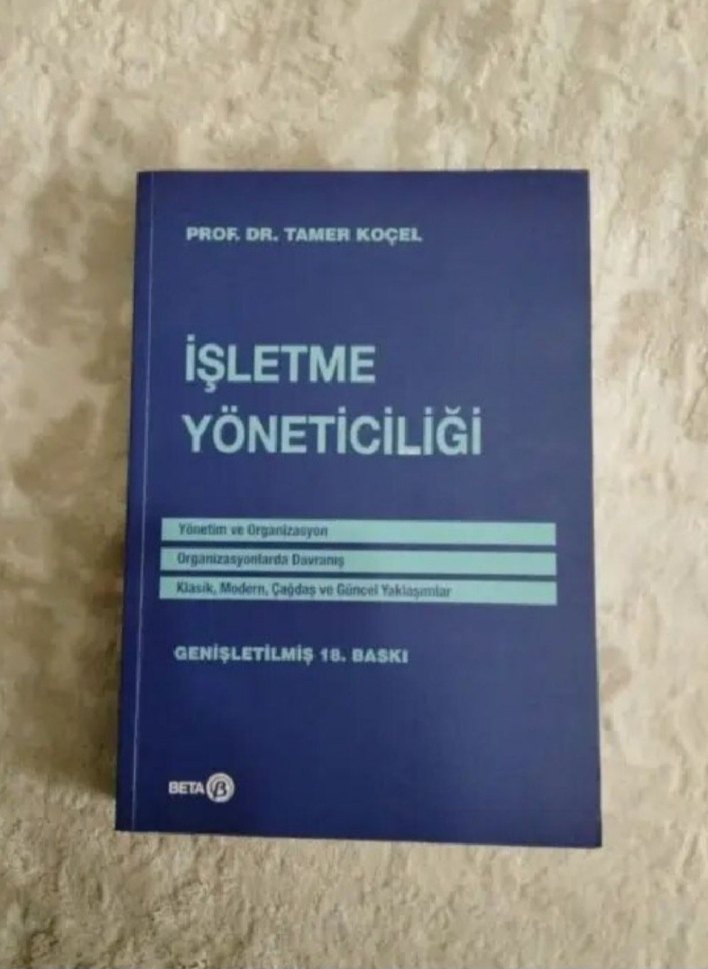 PROF. DR. TAMER KOÇEL
İŞLETME
YÖNETİCİLİĞİ
Yönetim ve Organizasyon
Organizasyonlarda Davranış
Klasik, Modern, Çağdaş ve Güncel Yaklaşımlar
GENİŞLETİLMİŞ 18. BASKI
BETA β